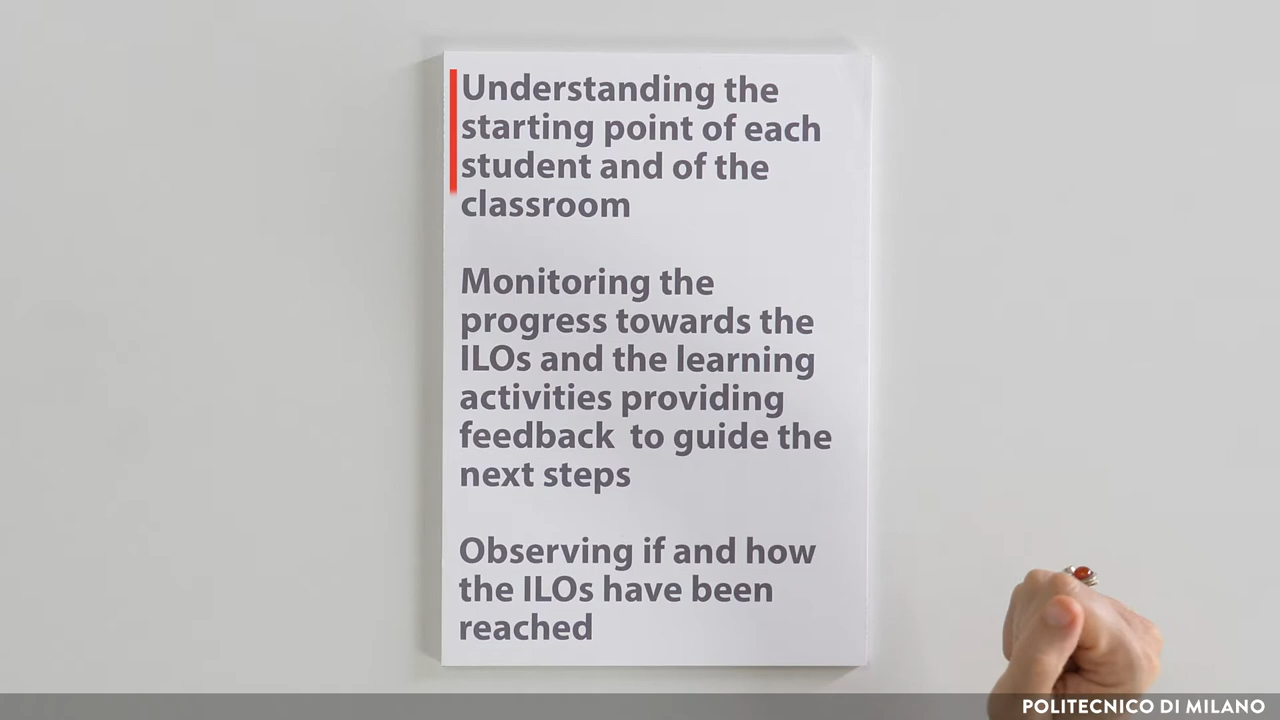 Understanding the
starting point of each
student and of the
classroom
Monitoring the
progress towards the
ILOs and the learning
activities providing
feedback  to guide the
next steps
Observing if and how
the ILOs have been
reached
POLITECNICO DI MILANO